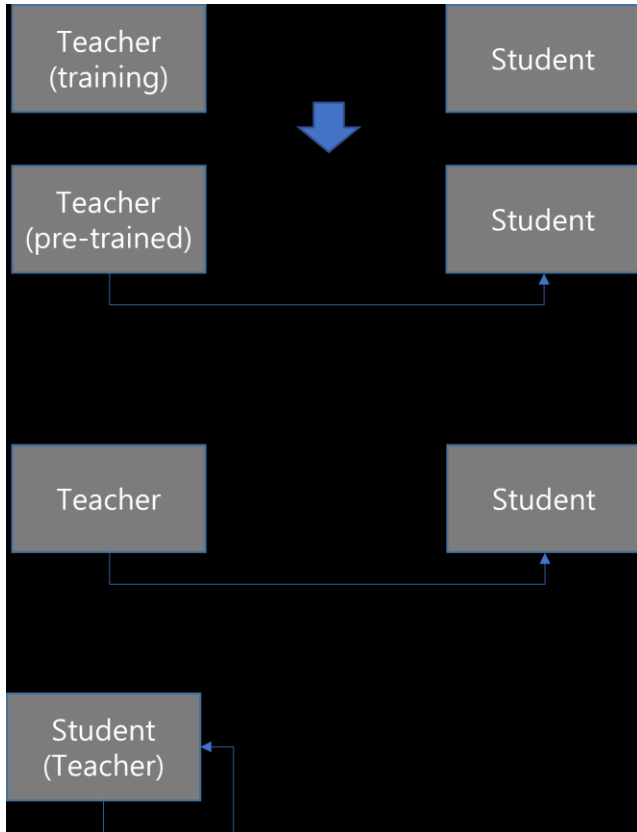 Teacher
(training)
Student
Teacher
(pre-trained)
Student
Teacher
Student
Student
(Teacher)